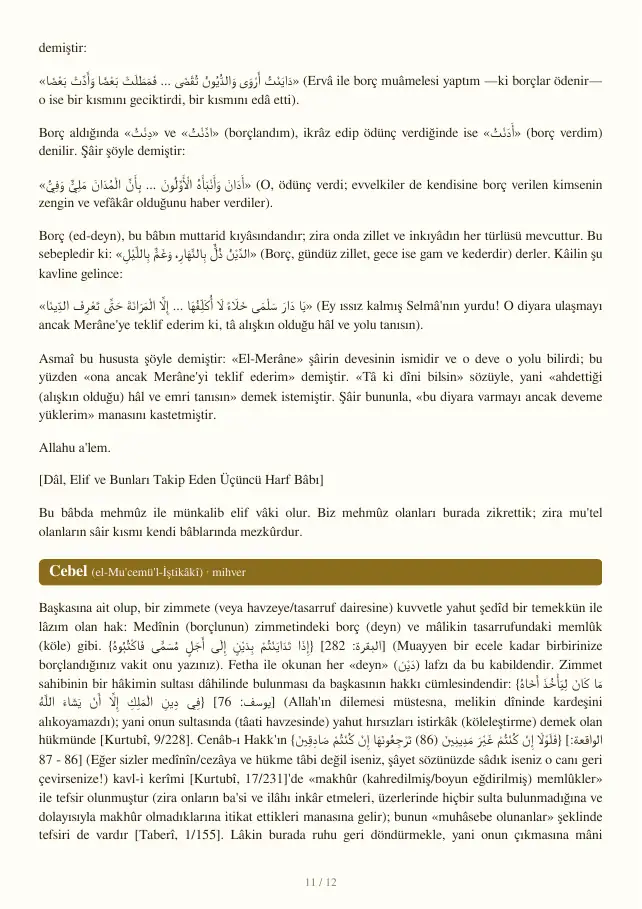 demiştir:
«دَايَنْتُ أَرْوَى وَالدُّيُونُ تُقْضَى ... فَمَطَلَتْ بَعْضًا وَأَدَّتْ بَعْضَا» (Ervâ ile borç muâmelesi yaptım —ki borçlar ödenir—
o ise bir kısmını geciktirdi, bir kısmını edâ etti).
Borç aldığında «دِنْتُ» ve «ادَّنْتُ» (borçlandım), ikrâz edip ödünç verdiğinde ise «أَدَنْتُ» (borç verdim)
denilir. Şâir şöyle demiştir:
«أَدَانَ وَأَنْبَأَهُ الْأَوَّلُونَ ... بِأَنَّ الْمُدَانَ مَلِيٌّ وَفِيُّ» (O, ödünç verdi; evvelkiler de kendisine borç verilen kimsenin
zengin ve vefâkâr olduğunu haber verdiler).
Borç (ed-deyn), bu bâbın muttarid kıyâsındandır; zira onda zillet ve inkıyâdın her türlüsü mevcuttur. Bu
sebepledir ki: «الدَّيْنُ ذُلٌّ بِالنَّهَارِ، وَغَمٌّ بِاللَّيْلِ» (Borç, gündüz zillet, gece ise gam ve kederdir) derler. Kâilin şu
kavline gelince:
«يَا دَارَ سَلْمَى خَلَاءً لَا أُكَلِّفُهَا ... إِلَّا الْمَرَانَةَ حَتَّى تَعْرِفَ الدِّينَا» (Ey ıssız kalmış Selmâ'nın yurdu! O diyara ulaşmayı
ancak Merâne'ye teklif ederim ki, tâ alışkın olduğu hâl ve yolu tanısın).
Asmaî bu hususta şöyle demiştir: «El-Merâne» şâirin devesinin ismidir ve o deve o yolu bilirdi; bu
yüzden «ona ancak Merâne'yi teklif ederim» demiştir. «Tâ ki dîni bilsin» sözüyle, yani «ahdettiği
(alışkın olduğu) hâl ve emri tanısın» demek istemiştir. Şâir bununla, «bu diyara varmayı ancak deveme
yüklerim» manasını kastetmiştir.
Allahu a'lem.
[Dâl, Elif ve Bunları Takip Eden Üçüncü Harf Bâbı]
Bu bâbda mehmûz ile münkalib elif vâki olur. Biz mehmûz olanları burada zikrettik; zira mu'tel
olanların sâir kısmı kendi bâblarında mezkûrdur.
Cebel (el-Mu'cemü'l-İştikâkî) · mihver
Başkasına ait olup, bir zimmete (veya havzeye/tasarruf dairesine) kuvvetle yahut şedîd bir temekkün ile
lâzım olan hak: Medînin (borçlunun) zimmetindeki borç (deyn) ve mâlikin tasarrufundaki memlûk
(köle) gibi. {إِذَا تَدَايَنْتُمْ بِدَيْنٍ إِلَى أَجَلٍ مُسَمًّى فَاكْتُبُوهُ} [البقرة: 282] (Muayyen bir ecele kadar birbirinize
borçlandığınız vakit onu yazınız). Fetha ile okunan her «deyn» (دَيْن) lafzı da bu kabildendir. Zimmet
sahibinin bir hâkimin sultası dâhilinde bulunması da başkasının hakkı cümlesindendir: {مَا كَانَ لِيَأْخُذَ أَخَاهُ
فِي دِينِ الْمَلِكِ إِلَّا أَنْ يَشَاءَ اللَّهُ} [يوسف: 76] (Allah'ın dilemesi müstesna, melikin dîninde kardeşini
alıkoyamazdı); yani onun sultasında (tâati havzesinde) yahut hırsızları istirkâk (köleleştirme) demek olan
hükmünde [Kurtubî, 9/228]. Cenâb-ı Hakk'ın {فَلَوْلَا إِنْ كُنْتُمْ غَيْرَ مَدِينِينَ (86) تَرْجِعُونَهَا إِنْ كُنْتُمْ صَادِقِينَ} [الواقعة:
87 - 86] (Eğer sizler medînîn/cezâya ve hükme tâbi değil iseniz, şâyet sözünüzde sâdık iseniz o canı geri
çevirsenize!) kavl-i kerîmi [Kurtubî, 17/231]'de «makhûr (kahredilmiş/boyun eğdirilmiş) memlûkler»
ile tefsir olunmuştur (zira onların ba'si ve ilâhı inkâr etmeleri, üzerlerinde hiçbir sulta bulunmadığına ve
dolayısıyla makhûr olmadıklarına itikat ettikleri manasına gelir); bunun «muhâsebe olunanlar» şeklinde
tefsiri de vardır [Taberî, 1/155]. Lâkin burada ruhu geri döndürmekle, yani onun çıkmasına mâni
11 / 12